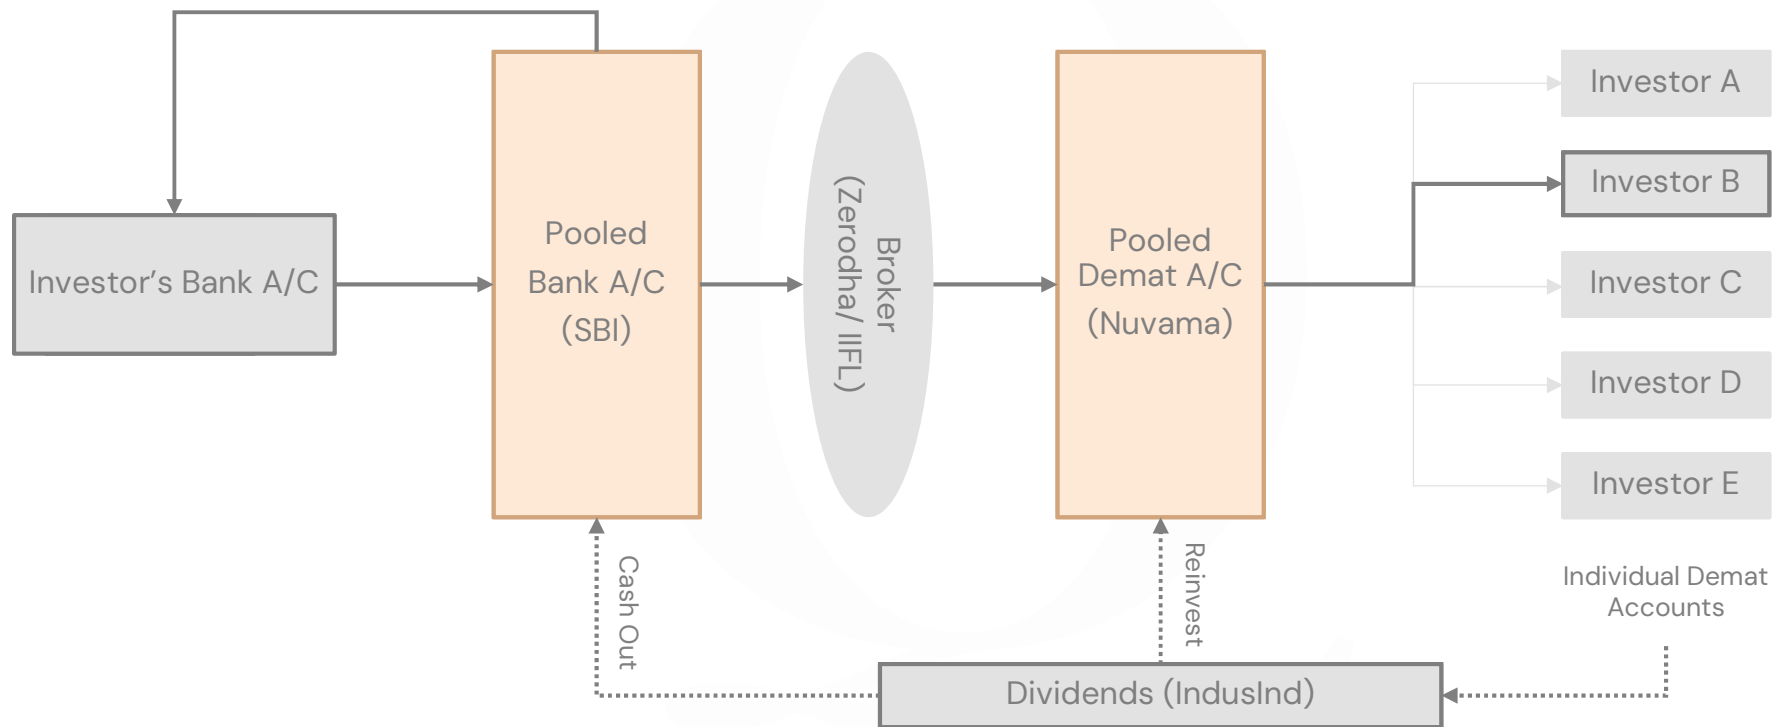 Investor's Bank A/C
Pooled
Bank A/C
(SBI)
Broker
(Zerodha/ IIFL)
Pooled
Demat A/C
(Nuvama)
Investor A
Investor B
Investor C
Investor D
Investor E
Individual Demat
Accounts
Cash Out
Reinvest
Dividends (IndusInd)